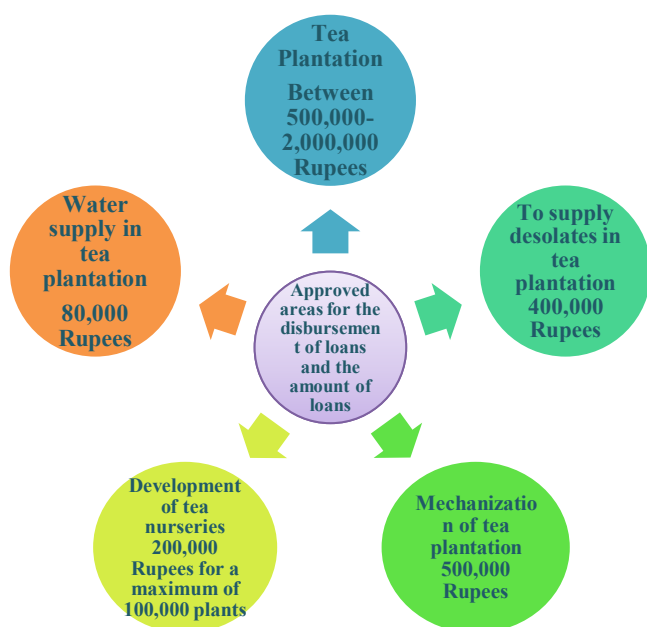 Tea
Plantation
Between
500,000-
2,000,000
Rupees
Water
supply in
tea
plantation
80,000
Rupees
To supply
desolates in
tea
plantation
400,000
Rupees
Approved
areas for the
disbursemen
t of loans
and the
amount of
loans
Development
of tea
nurseries
200,000
Rupees for a
maximum of
100,000 plants
Mechanizatio
n of tea
plantation
500,000
Rupees